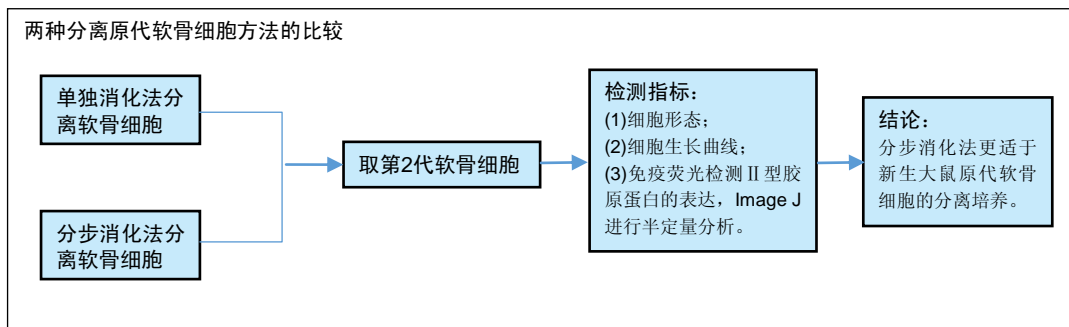 两种分离原代软骨细胞方法的比较
单独消化法分
离软骨细胞
分步消化法分
离软骨细胞
取第2代软骨细胞
检测指标：
(1)细胞形态；
(2)细胞生长曲线；
(3)免疫荧光检测Ⅱ型胶
原蛋白的表达，Image J
进行半定量分析。
结论：
分步消化法更适于
新生大鼠原代软骨
细胞的分离培养。